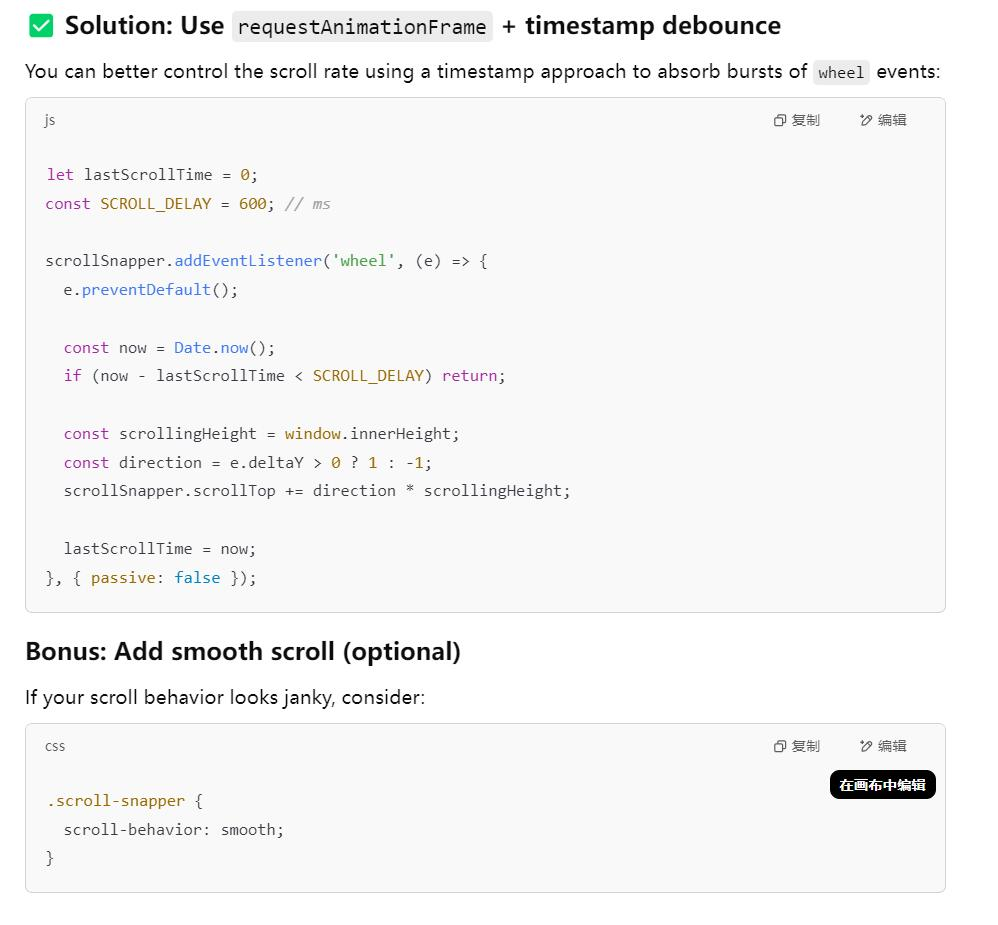 ✅ Solution: Use requestAnimationFrame + timestamp debounce
You can better control the scroll rate using a timestamp approach to absorb bursts of wheel events:
js 复制 编辑
let lastScrollTime = 0;
const SCROLL_DELAY = 600; // ms
scrollSnapper.addEventListener('wheel', (e) => {
  e.preventDefault();
  const now = Date.now();
  if (now - lastScrollTime < SCROLL_DELAY) return;
  const scrollingHeight = window.innerHeight;
  const direction = e.deltaY > 0 ? 1 : -1;
  scrollSnapper.scrollTop += direction * scrollingHeight;
  lastScrollTime = now;
}, { passive: false });
Bonus: Add smooth scroll (optional)
If your scroll behavior looks janky, consider:
css 复制 编辑
在画布中编辑
.scroll-snapper {
  scroll-behavior: smooth;
}